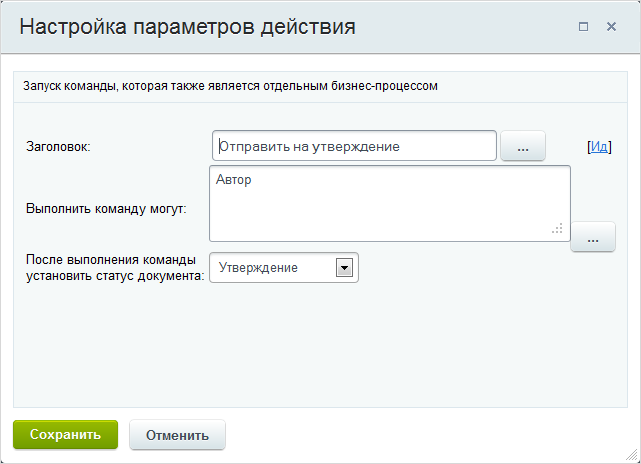 Настройка параметров действия
Запуск команды, которая также является отдельным бизнес-процессом
Заголовок: Отправить на утверждение ... [Ид]
Автор
Выполнить команду могут:
...
После выполнения команды
установить статус документа: Утверждение
Сохранить Отменить